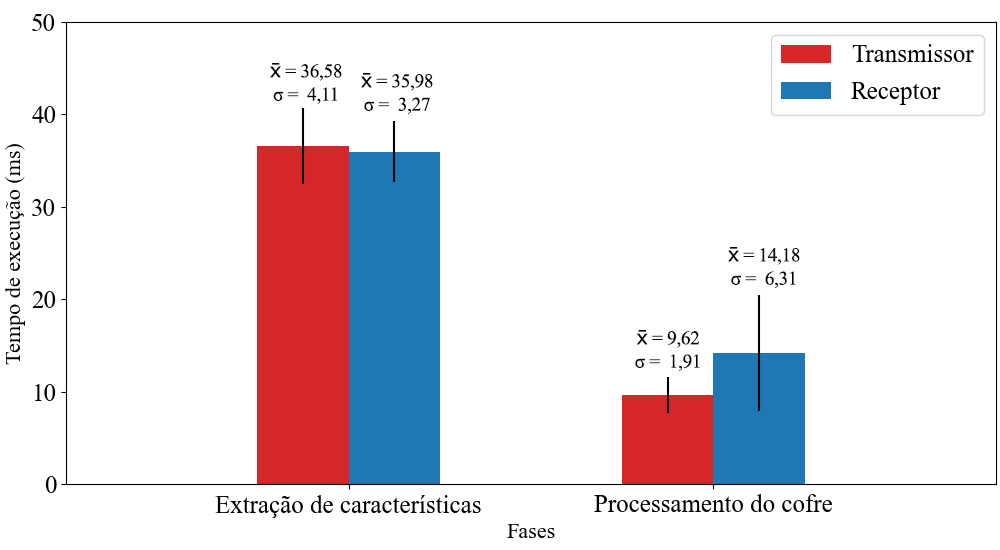 50
40
30
20
10
0
Tempo de execução (ms)
Transmissor
Receptor
x̄ = 36,58
σ = 4,11
x̄ = 35,98
σ = 3,27
x̄ = 9,62
σ = 1,91
x̄ = 14,18
σ = 6,31
Extração de características
Processamento do cofre
Fases